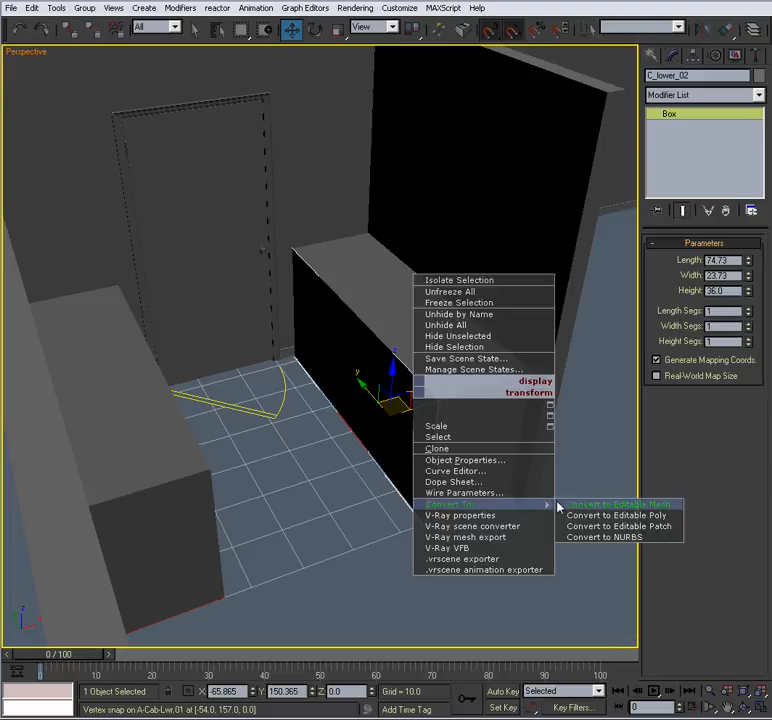 File Edit Tools Group Views Create Modifiers reactor Animation Graph Editors Rendering Customize MAXScript Help
All
View
Perspective
C_lower_02
Modifier List
Box
Parameters
Length: 74.73
Width: 23.73
Height: 36.0
Length Segs: 1
Width Segs: 1
Height Segs: 1
Generate Mapping Coords.
Real-World Map Size
Isolate Selection
Unfreeze All
Freeze Selection
Unhide by Name
Unhide All
Hide Unselected
Hide Selection
Save Scene State...
Manage Scene States...
display
transform
Scale
Select
Clone
Object Properties...
Curve Editor...
Dope Sheet...
Wire Parameters...
Convert To:
V-Ray properties
V-Ray scene converter
V-Ray mesh export
V-Ray VFB
.vrscene exporter
.vrscene animation exporter
Convert to Editable Mesh
Convert to Editable Poly
Convert to Editable Patch
Convert to NURBS
z
y
z
0 / 100
0 10 20 30 40 50 60 70 80 90 100
1 Object Selected X: -65.865 Y: 150.365 Z: 0.0 Grid = 10.0 Auto Key Selected
Vertex snap on A-Cab-Lwr.01 at [54.0, 157.0, 0.0] Add Time Tag Set Key Key Filters... 0